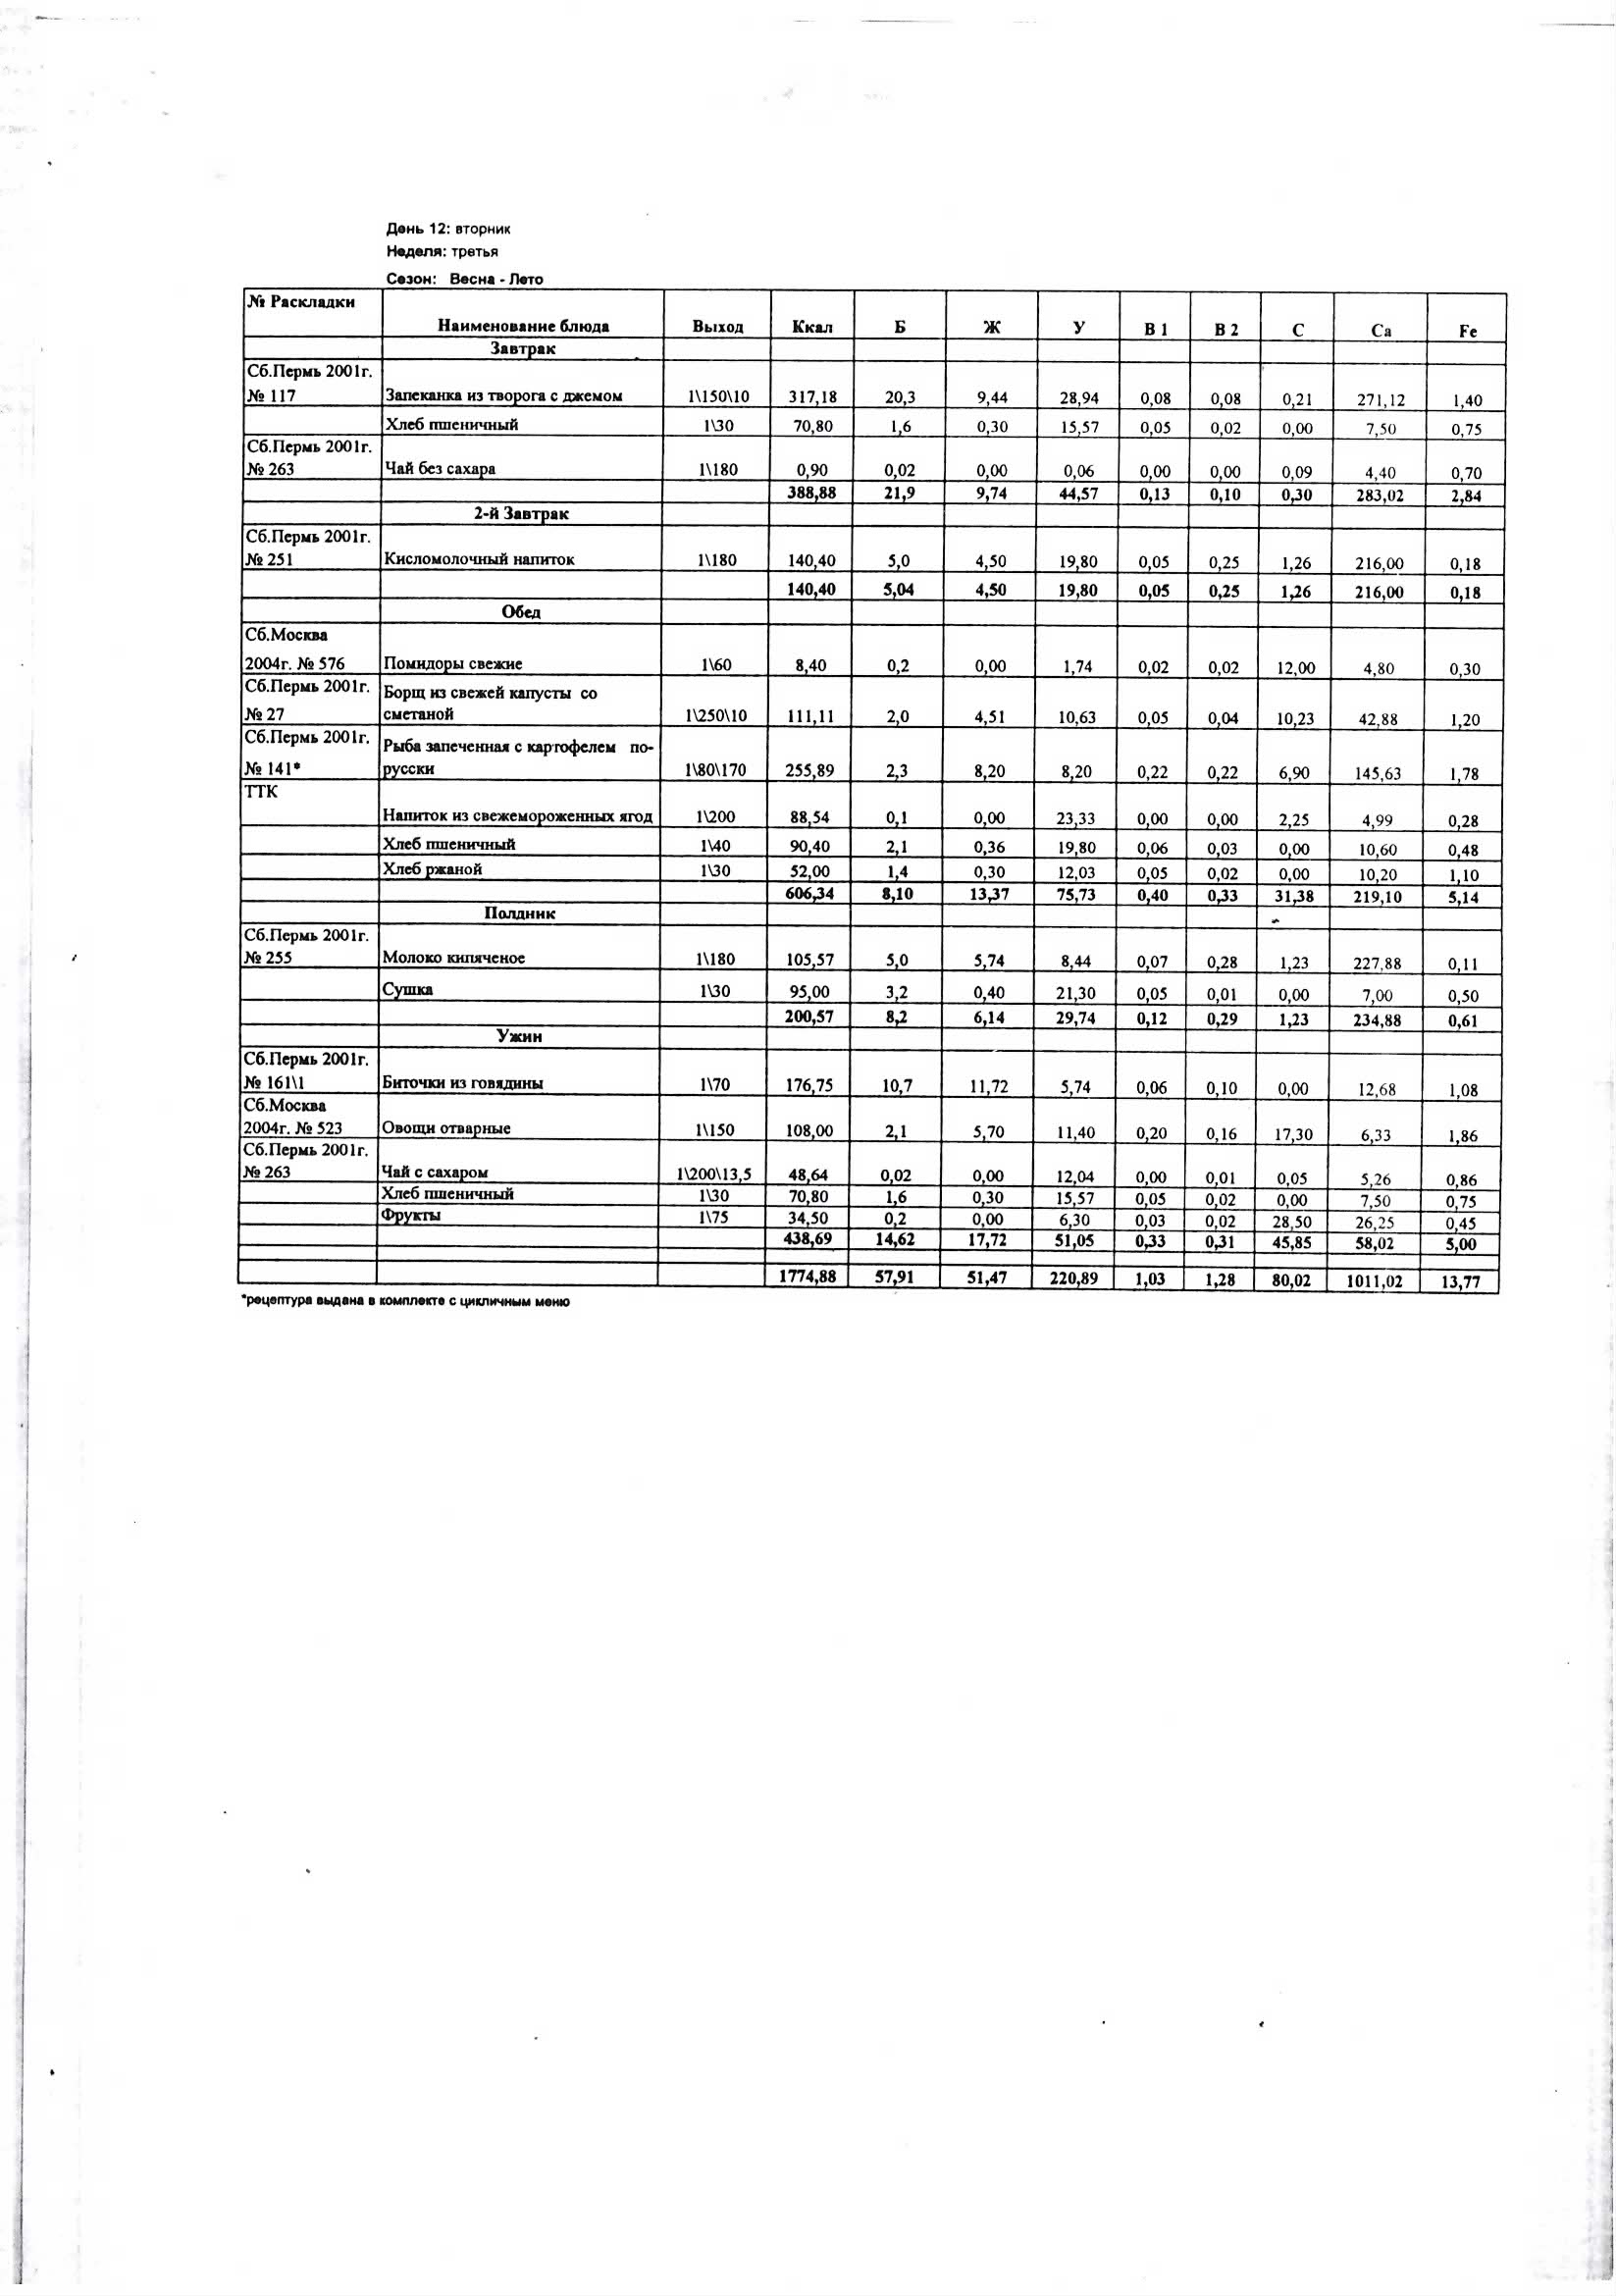 День 12: вторник
Неделя: третья
Сезон: Весна - Лето
№ Раскладки
Наименование блюда Выход Ккал Б Ж У В 1 В 2 С Ca Fe
Завтрак
Сб.Пермь 2001г.
№ 117 Запеканка из творога с джемом 1\150\10 317,18 20,3 9,44 28,94 0,08 0,08 0,21 271,12 1,40
Хлеб пшеничный 1\30 70,80 1,6 0,30 15,57 0,05 0,02 0,00 7,50 0,75
Сб.Пермь 2001г.
№ 263 Чай без сахара 1\180 0,90 0,02 0,00 0,06 0,00 0,00 0,09 4,40 0,70
388,88 21,9 9,74 44,57 0,13 0,10 0,30 283,02 2,84
2-й Завтрак
Сб.Пермь 2001г.
№ 251 Кисломолочный напиток 1\180 140,40 5,0 4,50 19,80 0,05 0,25 1,26 216,00 0,18
140,40 5,04 4,50 19,80 0,05 0,25 1,26 216,00 0,18
Обед
Сб.Москва
2004г. № 576 Помидоры свежие 1\60 8,40 0,2 0,00 1,74 0,02 0,02 12,00 4,80 0,30
Сб.Пермь 2001г. Борщ из свежей капусты со
№ 27 сметаной 1\250\10 111,11 2,0 4,51 10,63 0,05 0,04 10,23 42,88 1,20
Сб.Пермь 2001г. Рыба запеченная с картофелем по-
№ 141* русски 1\80\170 255,89 2,3 8,20 8,20 0,22 0,22 6,90 145,63 1,78
ТТК
Напиток из свежемороженных ягод 1\200 88,54 0,1 0,00 23,33 0,00 0,00 2,25 4,99 0,28
Хлеб пшеничный 1\40 90,40 2,1 0,36 19,80 0,06 0,03 0,00 10,60 0,48
Хлеб ржаной 1\30 52,00 1,4 0,30 12,03 0,05 0,02 0,00 10,20 1,10
606,34 8,10 13,37 75,73 0,40 0,33 31,38 219,10 5,14
Полдник
Сб.Пермь 2001г.
№ 255 Молоко кипяченое 1\180 105,57 5,0 5,74 8,44 0,07 0,28 1,23 227,88 0,11
Сушка 1\30 95,00 3,2 0,40 21,30 0,05 0,01 0,00 7,00 0,50
200,57 8,2 6,14 29,74 0,12 0,29 1,23 234,88 0,61
Ужин
Сб.Пермь 2001г.
№ 161\1 Биточки из говядины 1\70 176,75 10,7 11,72 5,74 0,06 0,10 0,00 12,68 1,08
Сб.Москва
2004г. № 523 Овощи отварные 1\150 108,00 2,1 5,70 11,40 0,20 0,16 17,30 6,33 1,86
Сб.Пермь 2001г.
№ 263 Чай с сахаром 1\200\13,5 48,64 0,02 0,00 12,04 0,00 0,01 0,05 5,26 0,86
Хлеб пшеничный 1\30 70,80 1,6 0,30 15,57 0,05 0,02 0,00 7,50 0,75
Фрукты 1\75 34,50 0,2 0,00 6,30 0,03 0,02 28,50 26,25 0,45
438,69 14,62 17,72 51,05 0,33 0,31 45,85 58,02 5,00
1774,88 57,91 51,47 220,89 1,03 1,28 80,02 1011,02 13,77
*рецептура выдана в комплекте с цикличным меню